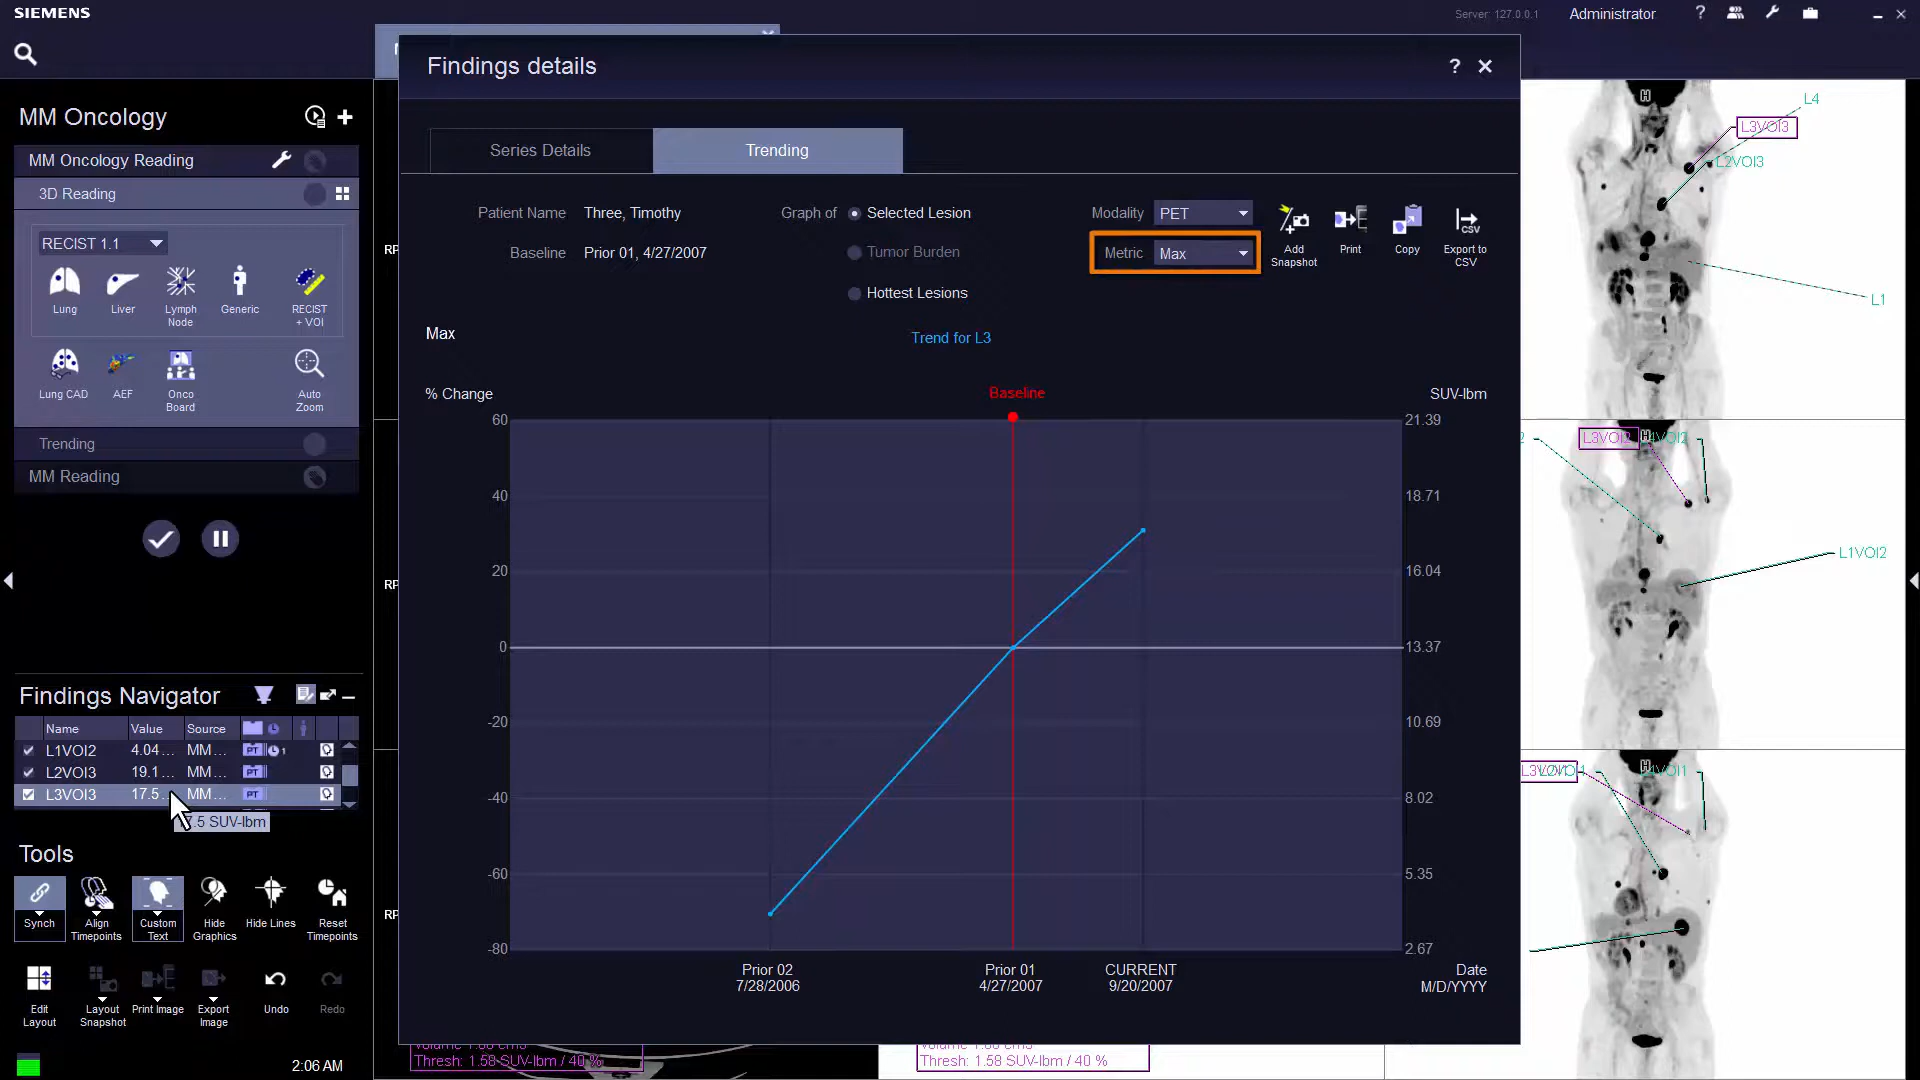 SIEMENS
Server: 127.0.0.1
Administrator
?
MM Oncology
MM Oncology Reading
3D Reading
RECIST 1.1
Lung
Liver
Lymph
Node
Generic
RECIST
+ VOI
Lung CAD
AEF
Onco
Board
Auto
Zoom
Trending
MM Reading
Findings Navigator
Name Value Source
L1VOI2 4.04... MM... PT 1
L2VOI3 19.1... MM... PT
L3VOI3 17.5... MM... PT
.5 SUV-lbm
Tools
Synch
Align
Timepoints
Custom
Text
Hide
Graphics
Hide Lines
Reset
Timepoints
Edit
Layout
Layout
Snapshot
Print Image
Export
Image
Undo
Redo
2:06 AM
RP
RP
RP
Findings details
?
Series Details
Trending
Patient Name Three, Timothy
Baseline Prior 01, 4/27/2007
Graph of Selected Lesion
Tumor Burden
Hottest Lesions
Modality PET
Metric Max
Add
Snapshot
Print
Copy
CSV
Export to
CSV
Max
Trend for L3
% Change
Baseline
SUV-lbm
60
40
20
0
-20
-40
-60
-80
21.39
18.71
16.04
13.37
10.69
8.02
5.35
2.67
Prior 02
7/28/2006
Prior 01
4/27/2007
CURRENT
9/20/2007
Date
M/D/YYYY
Thresh: 1.58 SUV-lbm / 40 %
Thresh: 1.58 SUV-lbm / 40 %
H
L4
L3VOI3
L2VOI3
L1
H
L3VOI2
L1VOI2
H